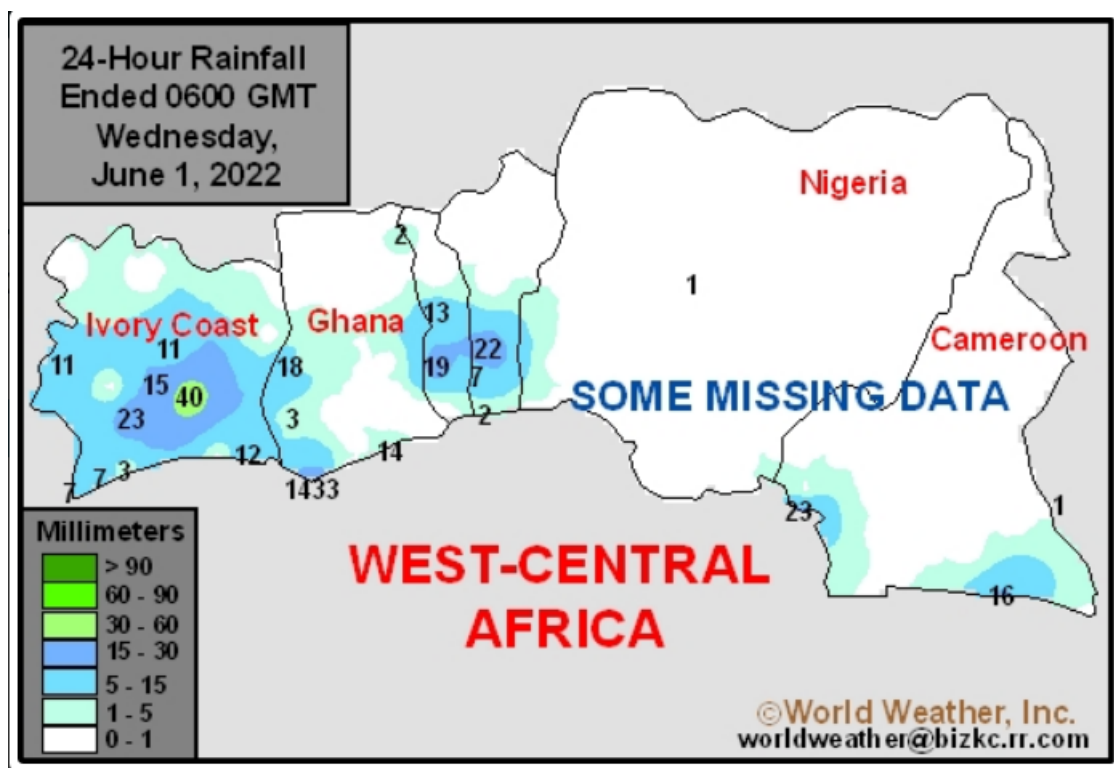 24-Hour Rainfall
Ended 0600 GMT
Wednesday,
June 1, 2022
Nigeria
2
1
13
Ivory Coast
Ghana
Cameroon
11
11
22
18
19
7
15
40
SOME MISSING DATA
23
3
2
12
14
7
3
7
1433
23
1
Millimeters
> 90
60 - 90
30 - 60
15 - 30
5 - 15
1 - 5
0 - 1
WEST-CENTRAL
AFRICA
16
©World Weather, Inc.
worldweather@bizkc.rr.com